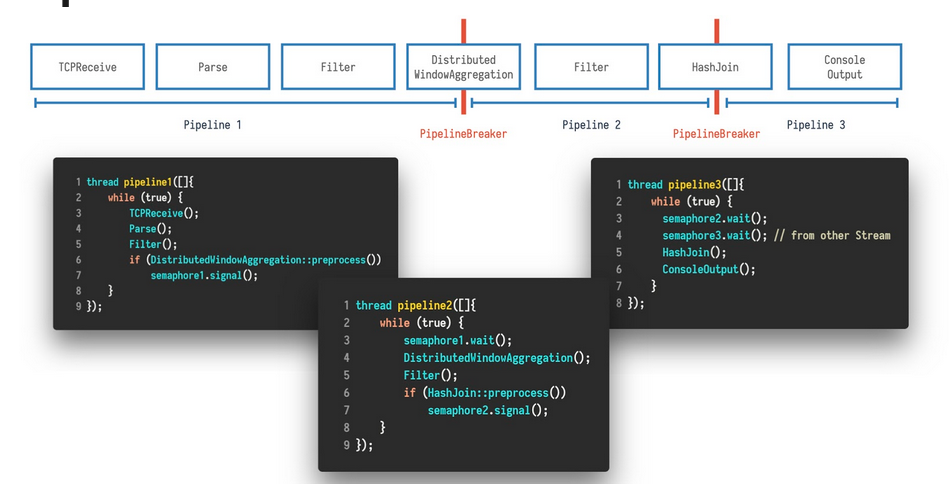 TCPReceive
Parse
Filter
Distributed
WindowAggregation
Filter
HashJoin
Console
Output
Pipeline 1
PipelineBreaker
Pipeline 2
PipelineBreaker
Pipeline 3
1 thread pipeline1([]{
2 while (true) {
3 TCPReceive();
4 Parse();
5 Filter();
6 if (DistributedWindowAggregation::preprocess())
7 semaphore1.signal();
8 }
9 });
1 thread pipeline2([]{
2 while (true) {
3 semaphore1.wait();
4 DistributedWindowAggregation();
5 Filter();
6 if (HashJoin::preprocess())
7 semaphore2.signal();
8 }
9 });
1 thread pipeline3([]{
2 while (true) {
3 semaphore2.wait();
4 semaphore3.wait(); // from other Stream
5 HashJoin();
6 ConsoleOutput();
7 }
8 });